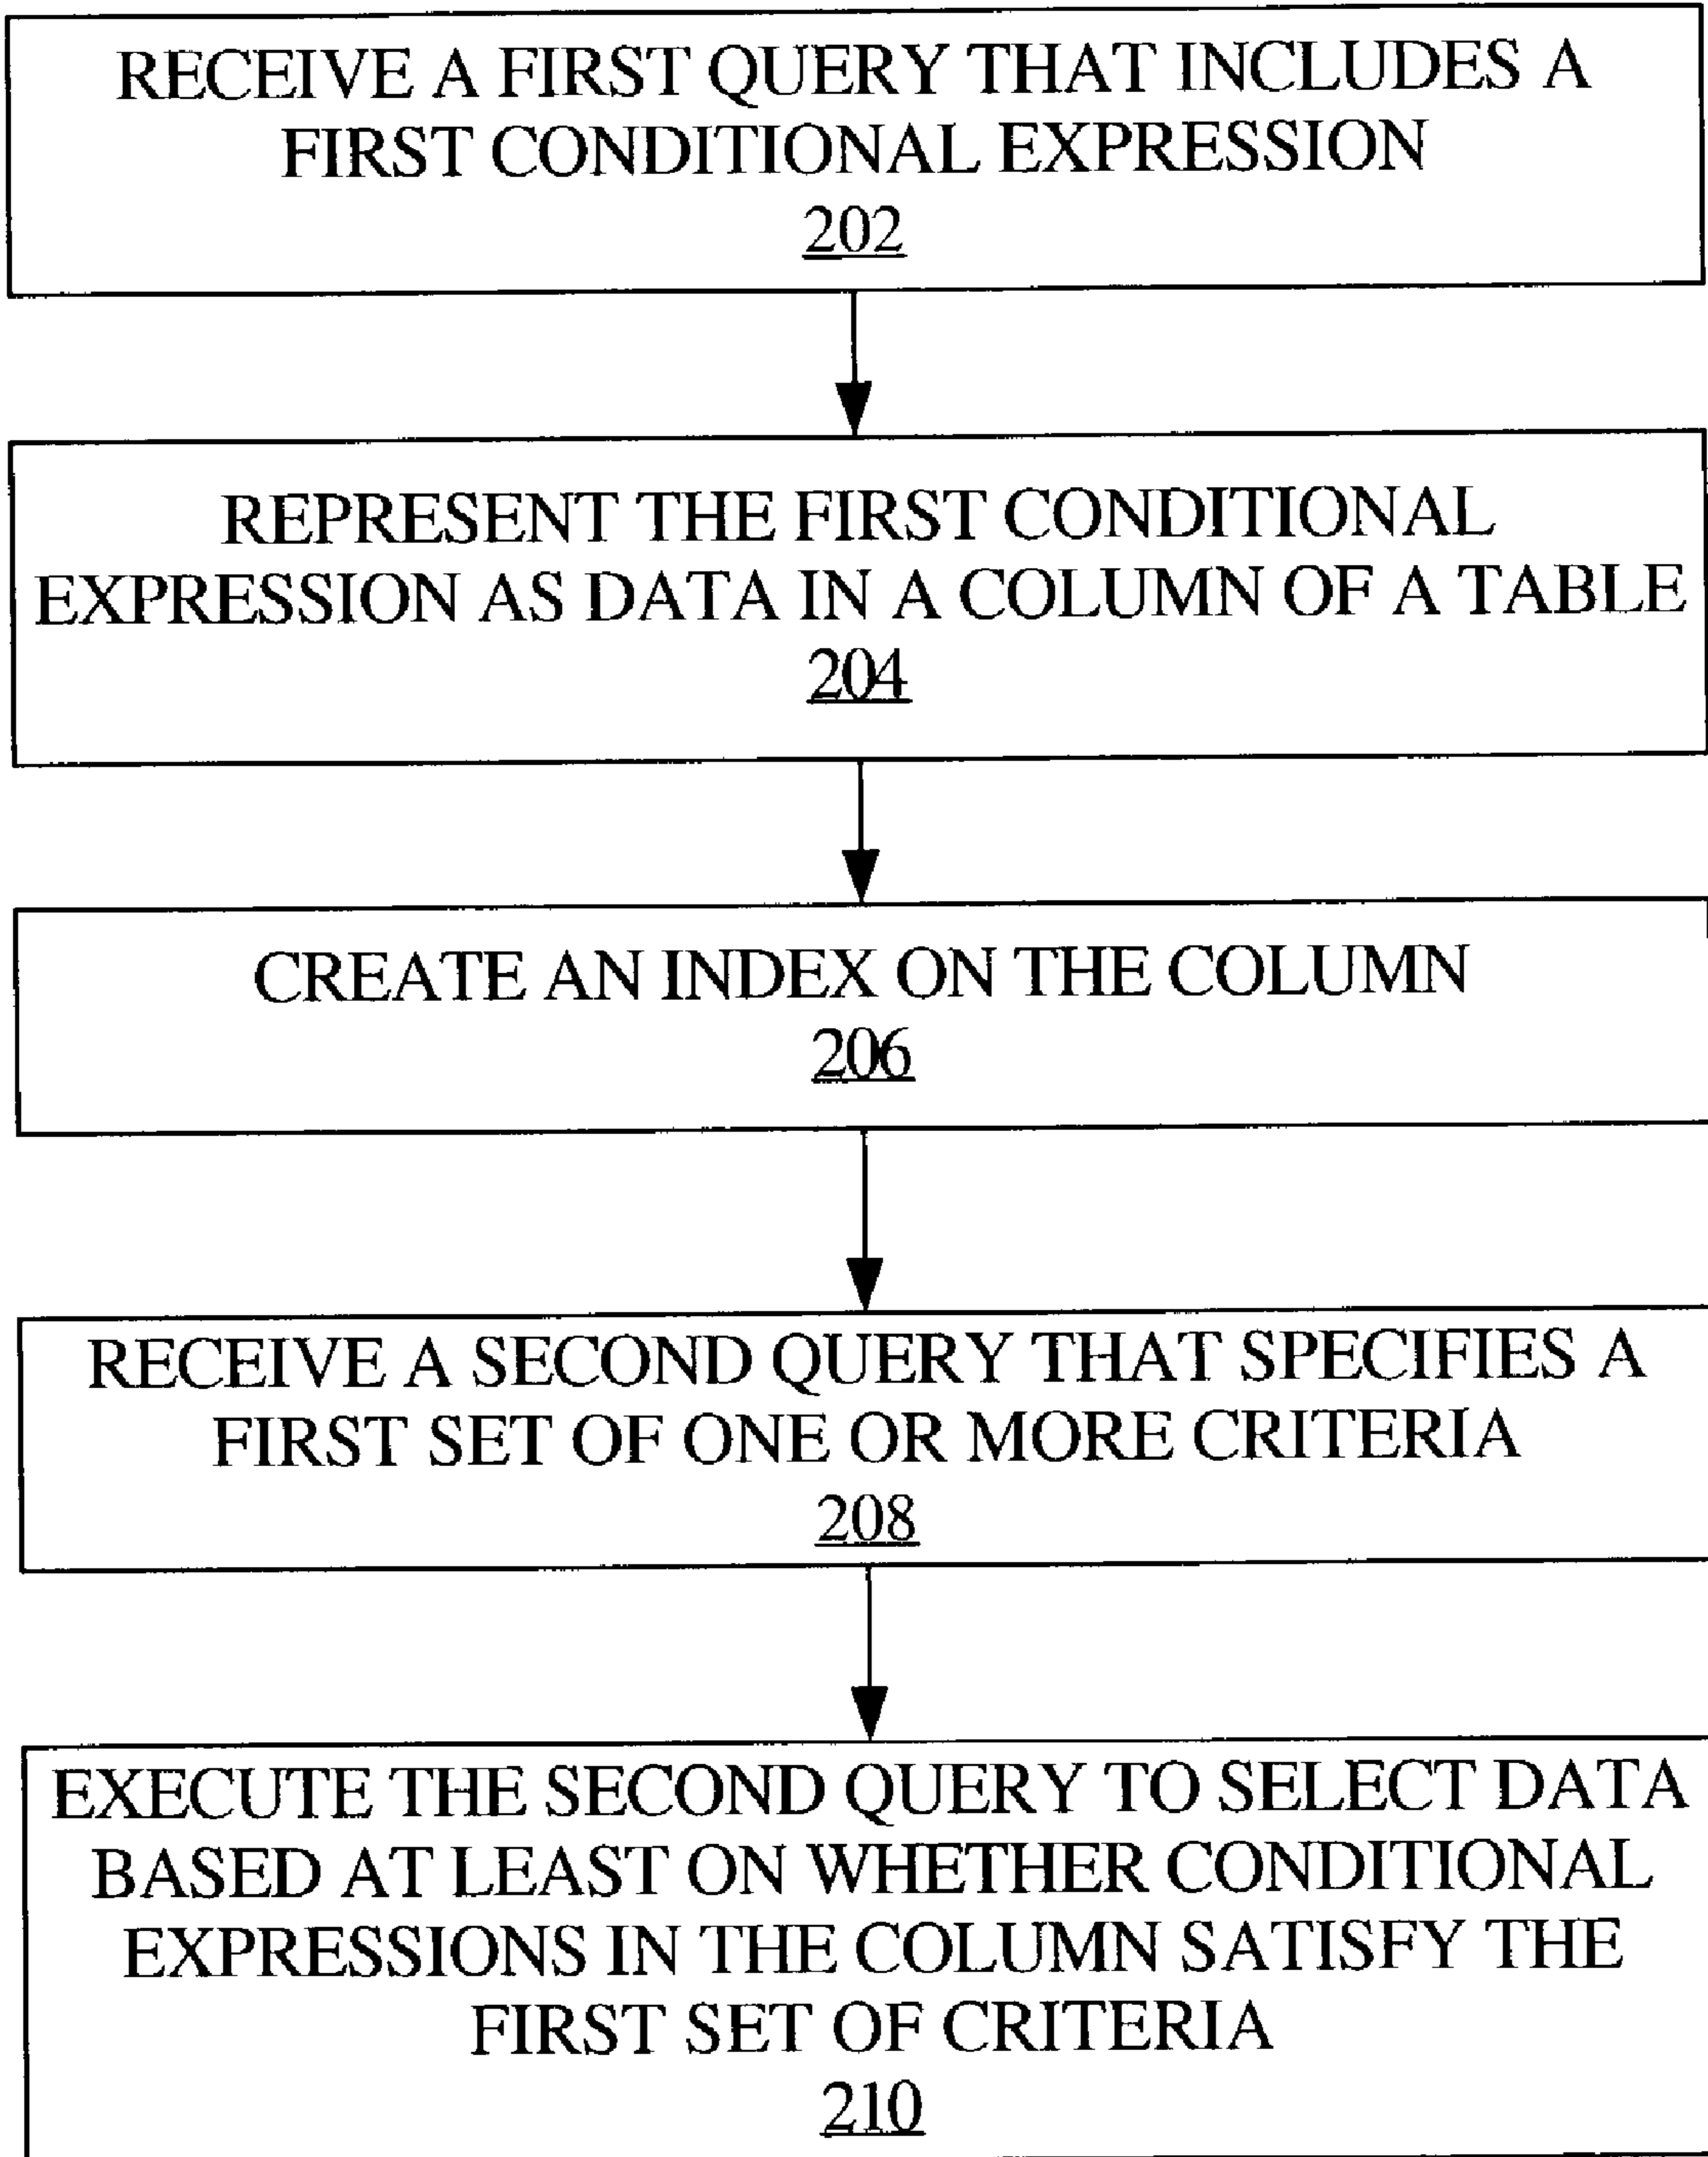 RECEIVE A FIRST QUERY THAT INCLUDES A
FIRST CONDITIONAL EXPRESSION
202
REPRESENT THE FIRST CONDITIONAL
EXPRESSION AS DATA IN A COLUMN OF A TABLE
204
CREATE AN INDEX ON THE COLUMN
206
RECEIVE A SECOND QUERY THAT SPECIFIES A
FIRST SET OF ONE OR MORE CRITERIA
208
EXECUTE THE SECOND QUERY TO SELECT DATA
BASED AT LEAST ON WHETHER CONDITIONAL
EXPRESSIONS IN THE COLUMN SATISFY THE
FIRST SET OF CRITERIA
210